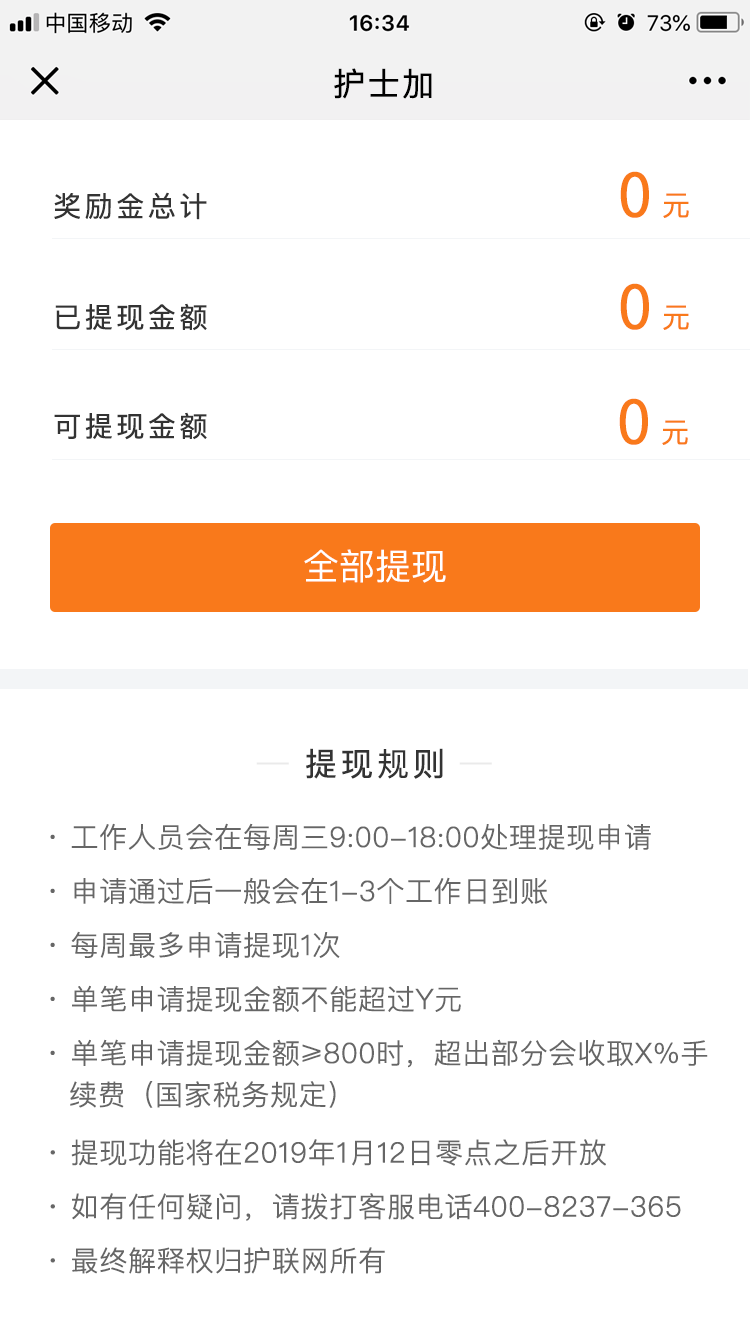 中国移动 16:34 73%
护士加
奖励金总计 0 元
已提现金额 0 元
可提现金额 0 元
全部提现
提现规则
· 工作人员会在每周三9:00-18:00处理提现申请
· 申请通过后一般会在1-3个工作日到账
· 每周最多申请提现1次
· 单笔申请提现金额不能超过Y元
· 单笔申请提现金额≥800时，超出部分会收取X%手
续费（国家税务规定）
· 提现功能将在2019年1月12日零点之后开放
· 如有任何疑问，请拨打客服电话400-8237-365
· 最终解释权归护联网所有